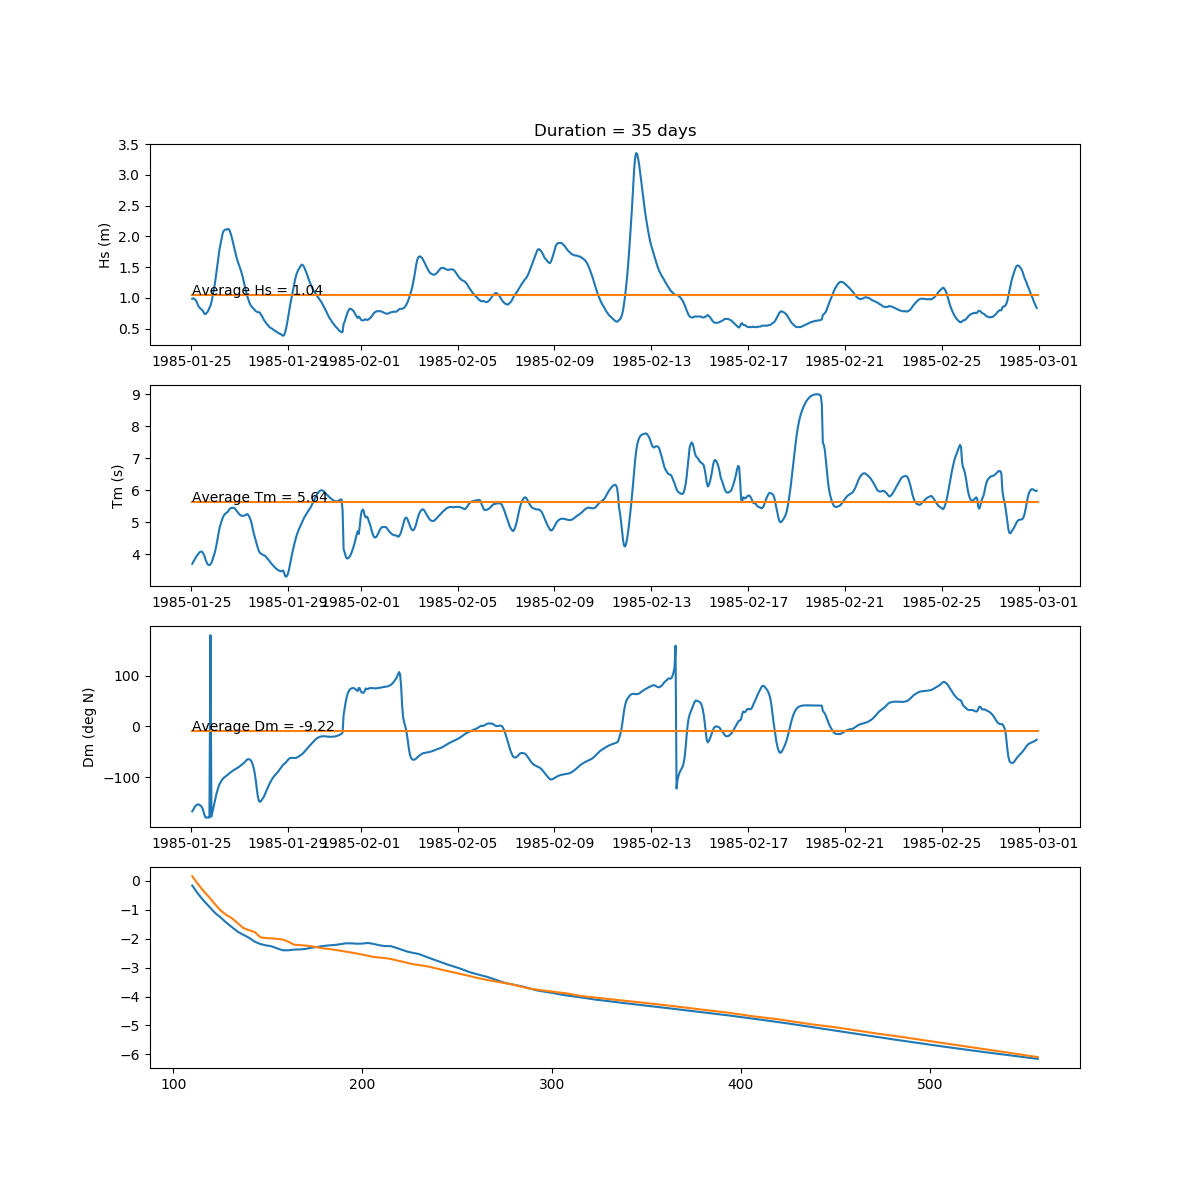 Duration = 35 days
3.5
3.0
2.5
2.0
1.5
1.0
0.5
Hs (m)
Average Hs = 1.04
1985-01-25 1985-01-29 1985-02-01 1985-02-05 1985-02-09 1985-02-13 1985-02-17 1985-02-21 1985-02-25 1985-03-01
9
8
7
6
5
4
Tm (s)
Average Tm = 5.64
1985-01-25 1985-01-29 1985-02-01 1985-02-05 1985-02-09 1985-02-13 1985-02-17 1985-02-21 1985-02-25 1985-03-01
100
0
−100
Dm (deg N)
Average Dm = -9.22
1985-01-25 1985-01-29 1985-02-01 1985-02-05 1985-02-09 1985-02-13 1985-02-17 1985-02-21 1985-02-25 1985-03-01
0
−1
−2
−3
−4
−5
−6
100 200 300 400 500